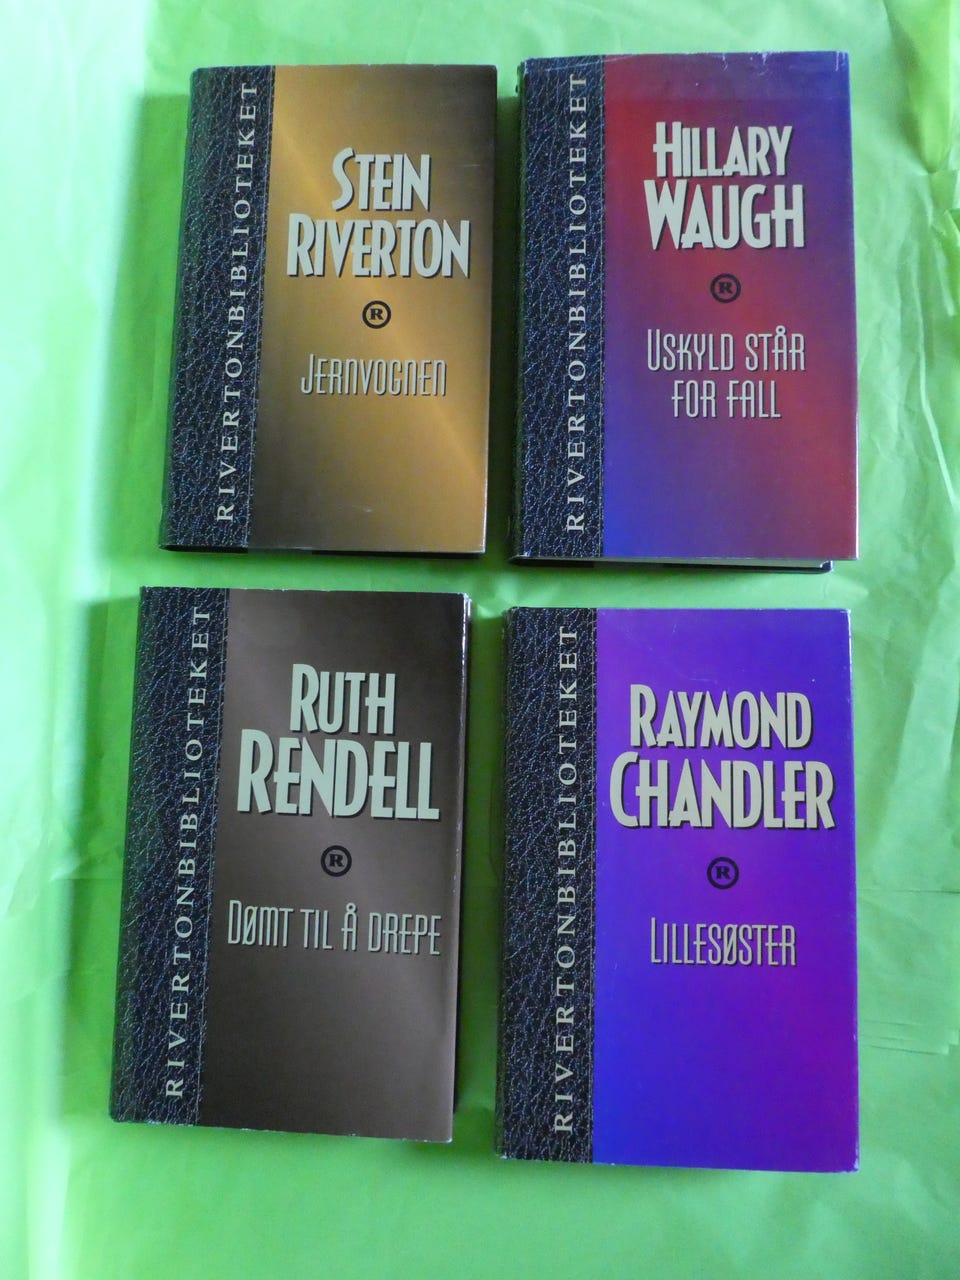 RIVERTONBIBLIOTEKET
STEIN
RIVERTON
R
JERNVOGNEN
RIVERTONBIBLIOTEKET
HILLARY
WAUGH
R
USKYLD STÅR
FOR FALL
RIVERTONBIBLIOTEKET
RUTH
RENDELL
R
DØMT TIL Å DREPE
RIVERTONBIBLIOTEKET
RAYMOND
CHANDLER
R
LILLESØSTER